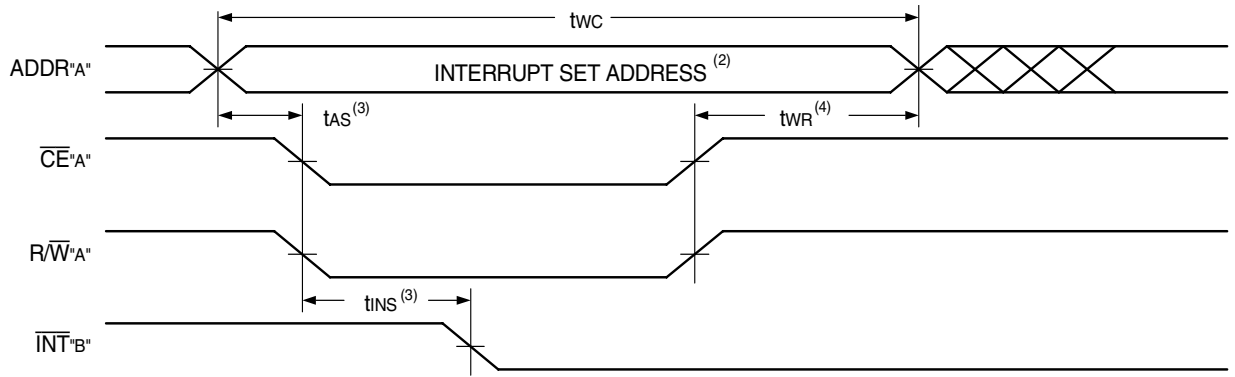 tWC
ADDR"A"
INTERRUPT SET ADDRESS (2)
tAS(3)
tWR(4)
CE"A"
R/W"A"
tINS(3)
INT"B"